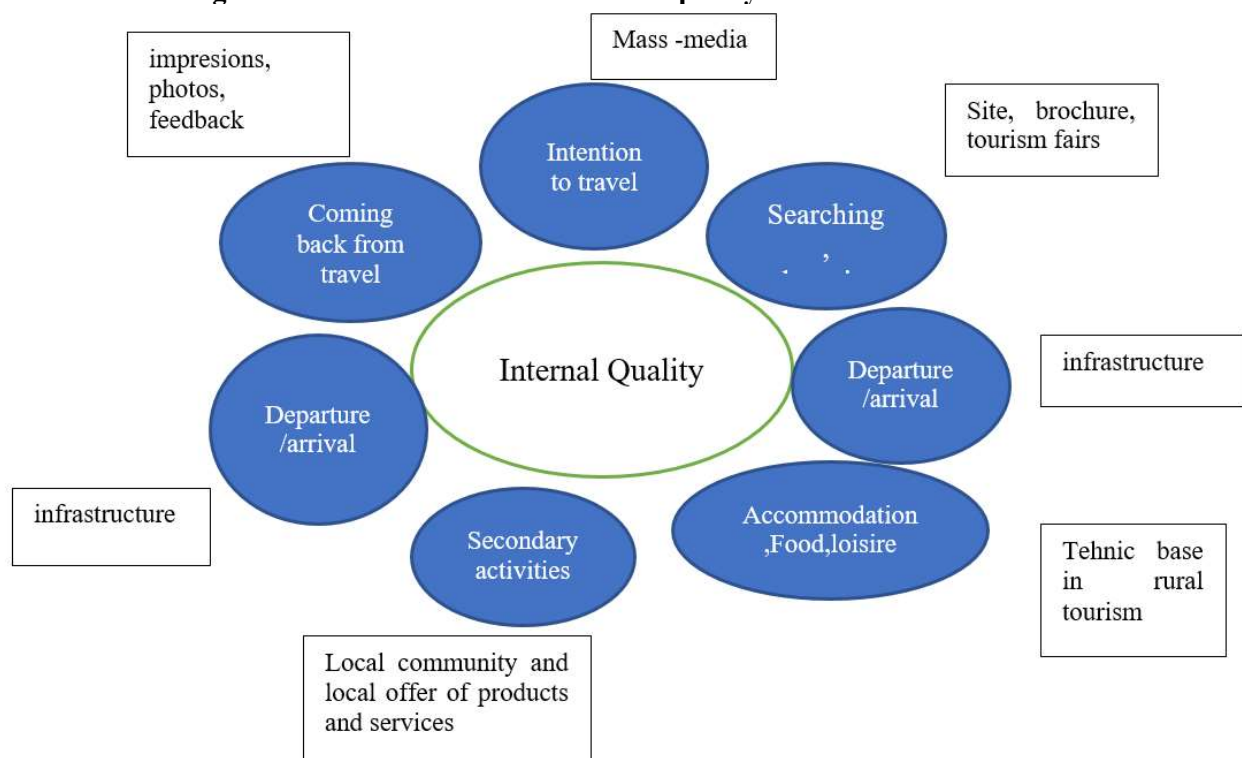 impresions,
photos,
feedback
Mass -media
Site, brochure,
tourism fairs
Intention
to travel
Searching
Coming
back from
travel
Internal Quality
Departure
/arrival
infrastructure
Departure
/arrival
infrastructure
Accommodation
,Food,loisire
Secondary
activities
Tehnic base
in rural
tourism
Local community and
local offer of products
and services